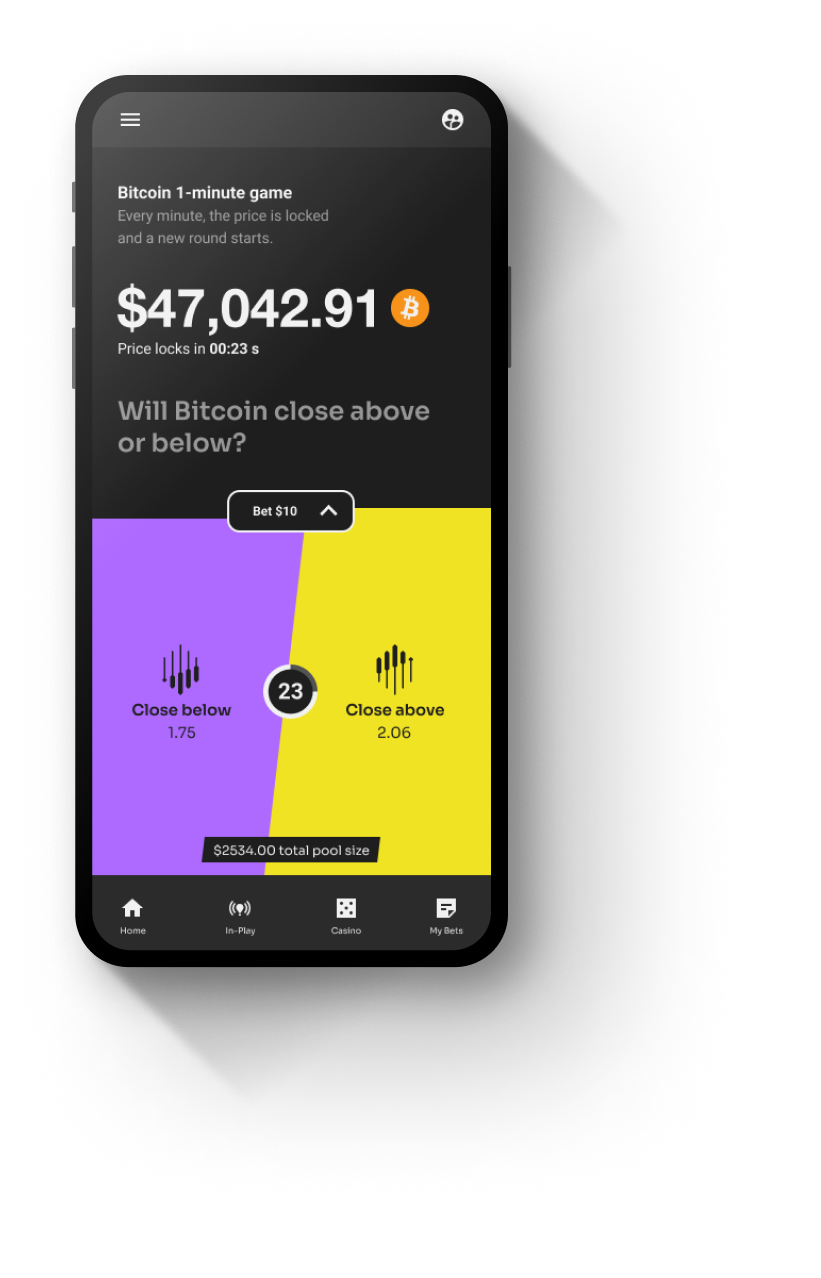 Bitcoin 1-minute game
Every minute, the price is locked
and a new round starts.
$47,042.91
Price locks in 00:23 s
Will Bitcoin close above
or below?
Bet $10
Close below
1.75
23
Close above
2.06
$2534.00 total pool size
Home
In-Play
Casino
My Bets